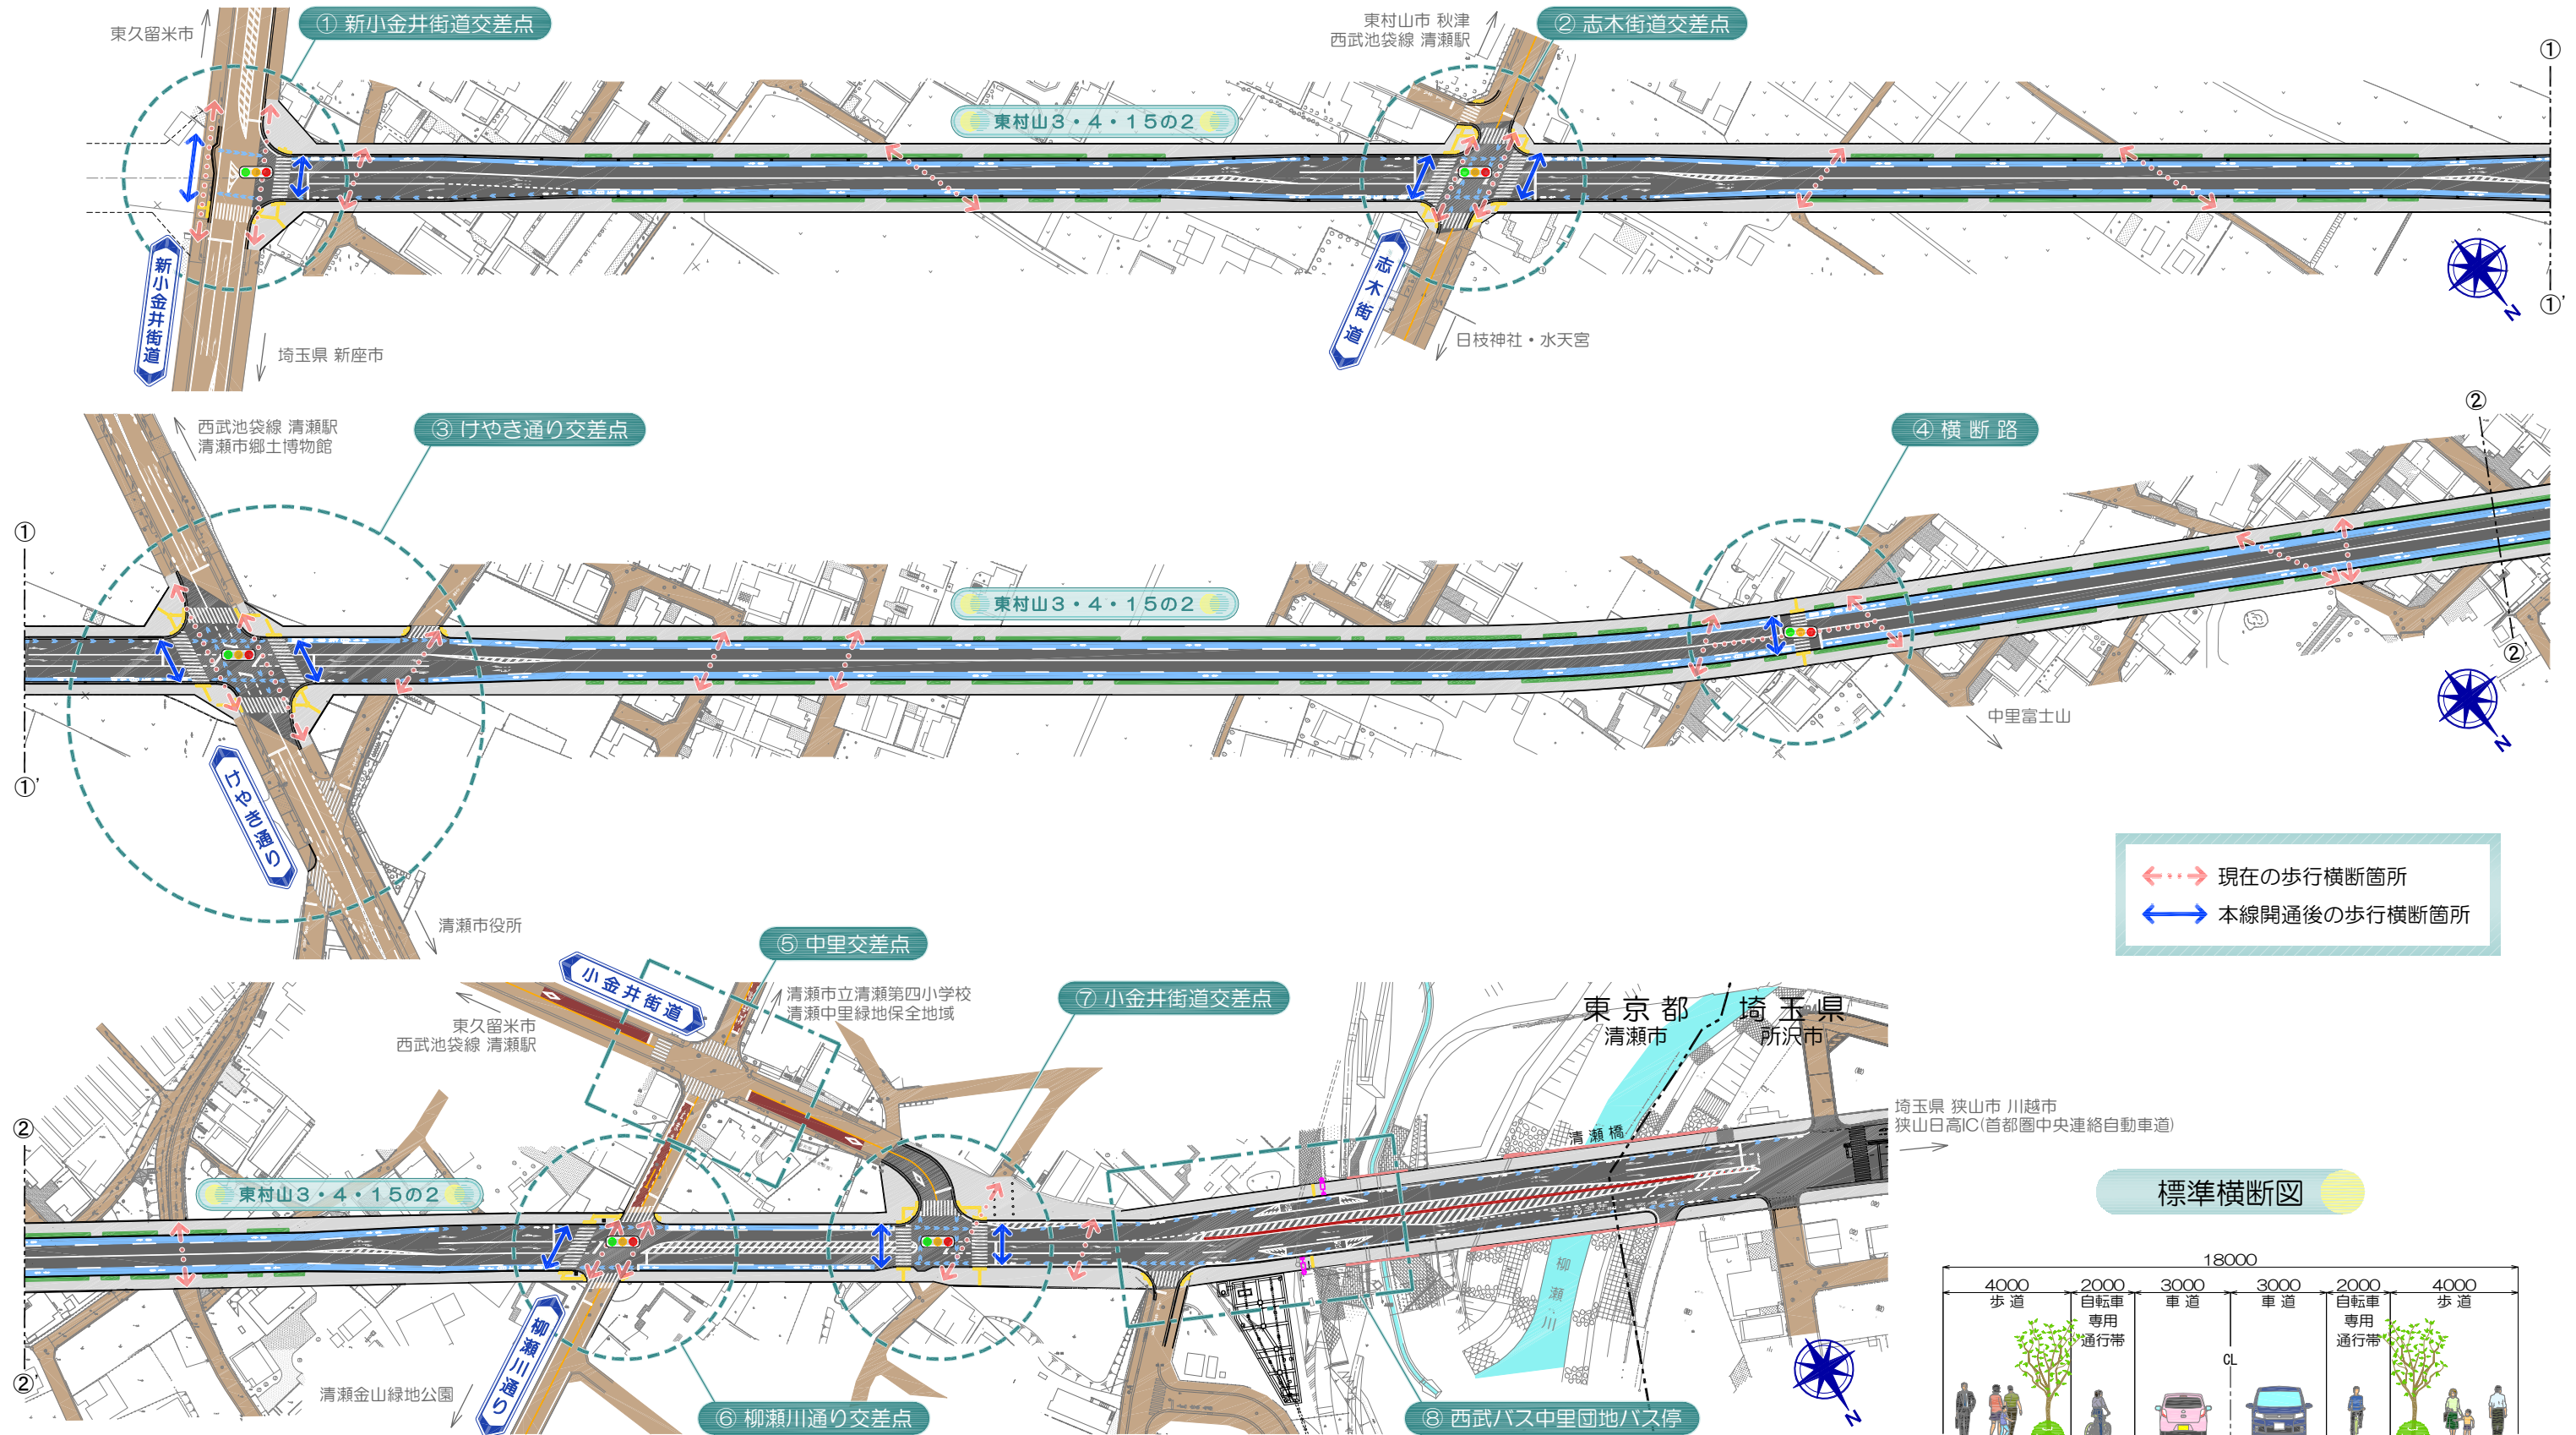 東久留米市
① 新小金井街道交差点
東村山市 秋津
西武池袋線 清瀬駅
② 志木街道交差点
①
東村山3・4・15の2
新小金井街道
志木街道
埼玉県 新座市
日枝神社・水天宮
N
①'
西武池袋線 清瀬駅
清瀬市郷土博物館
③ けやき通り交差点
④ 横断路
②
①
東村山3・4・15の2
②'
中里富士山
N
①'
けやき通り
清瀬市役所
現在の歩行横断箇所
本線開通後の歩行横断箇所
⑤ 中里交差点
小金井街道
清瀬市立清瀬第四小学校
清瀬中里緑地保全地域
⑦ 小金井街道交差点
東久留米市
西武池袋線 清瀬駅
東京都
清瀬市
埼玉県
所沢市
②
清瀬橋
埼玉県 狭山市 川越市
狭山日高IC(首都圏中央連絡自動車道)
東村山3・4・15の2
標準横断図
柳瀬川
18000
4000 2000 3000 3000 2000 4000
歩道 自転車専用通行帯 車道 車道 自転車専用通行帯 歩道
CL
②'
清瀬金山緑地公園
柳瀬川通り
⑥ 柳瀬川通り交差点
⑧ 西武バス中里団地バス停
N